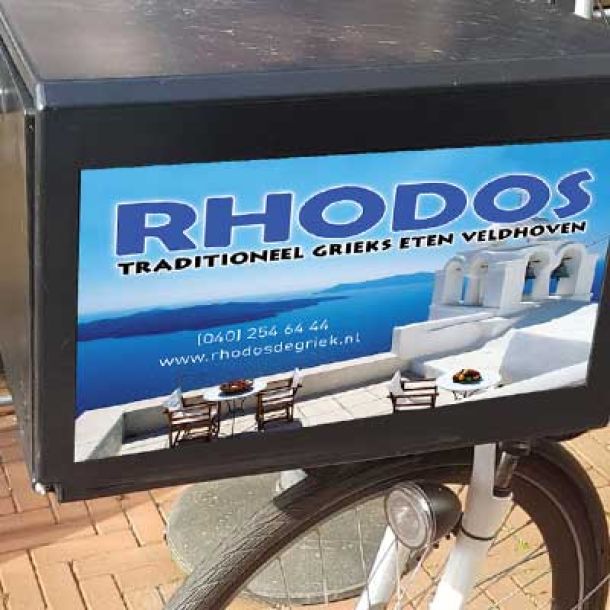 RHODOS
TRADITIONEEL GRIEKS ETEN VELDHOVEN
[040] 254 64 44
www.rhodosdegriek.nl